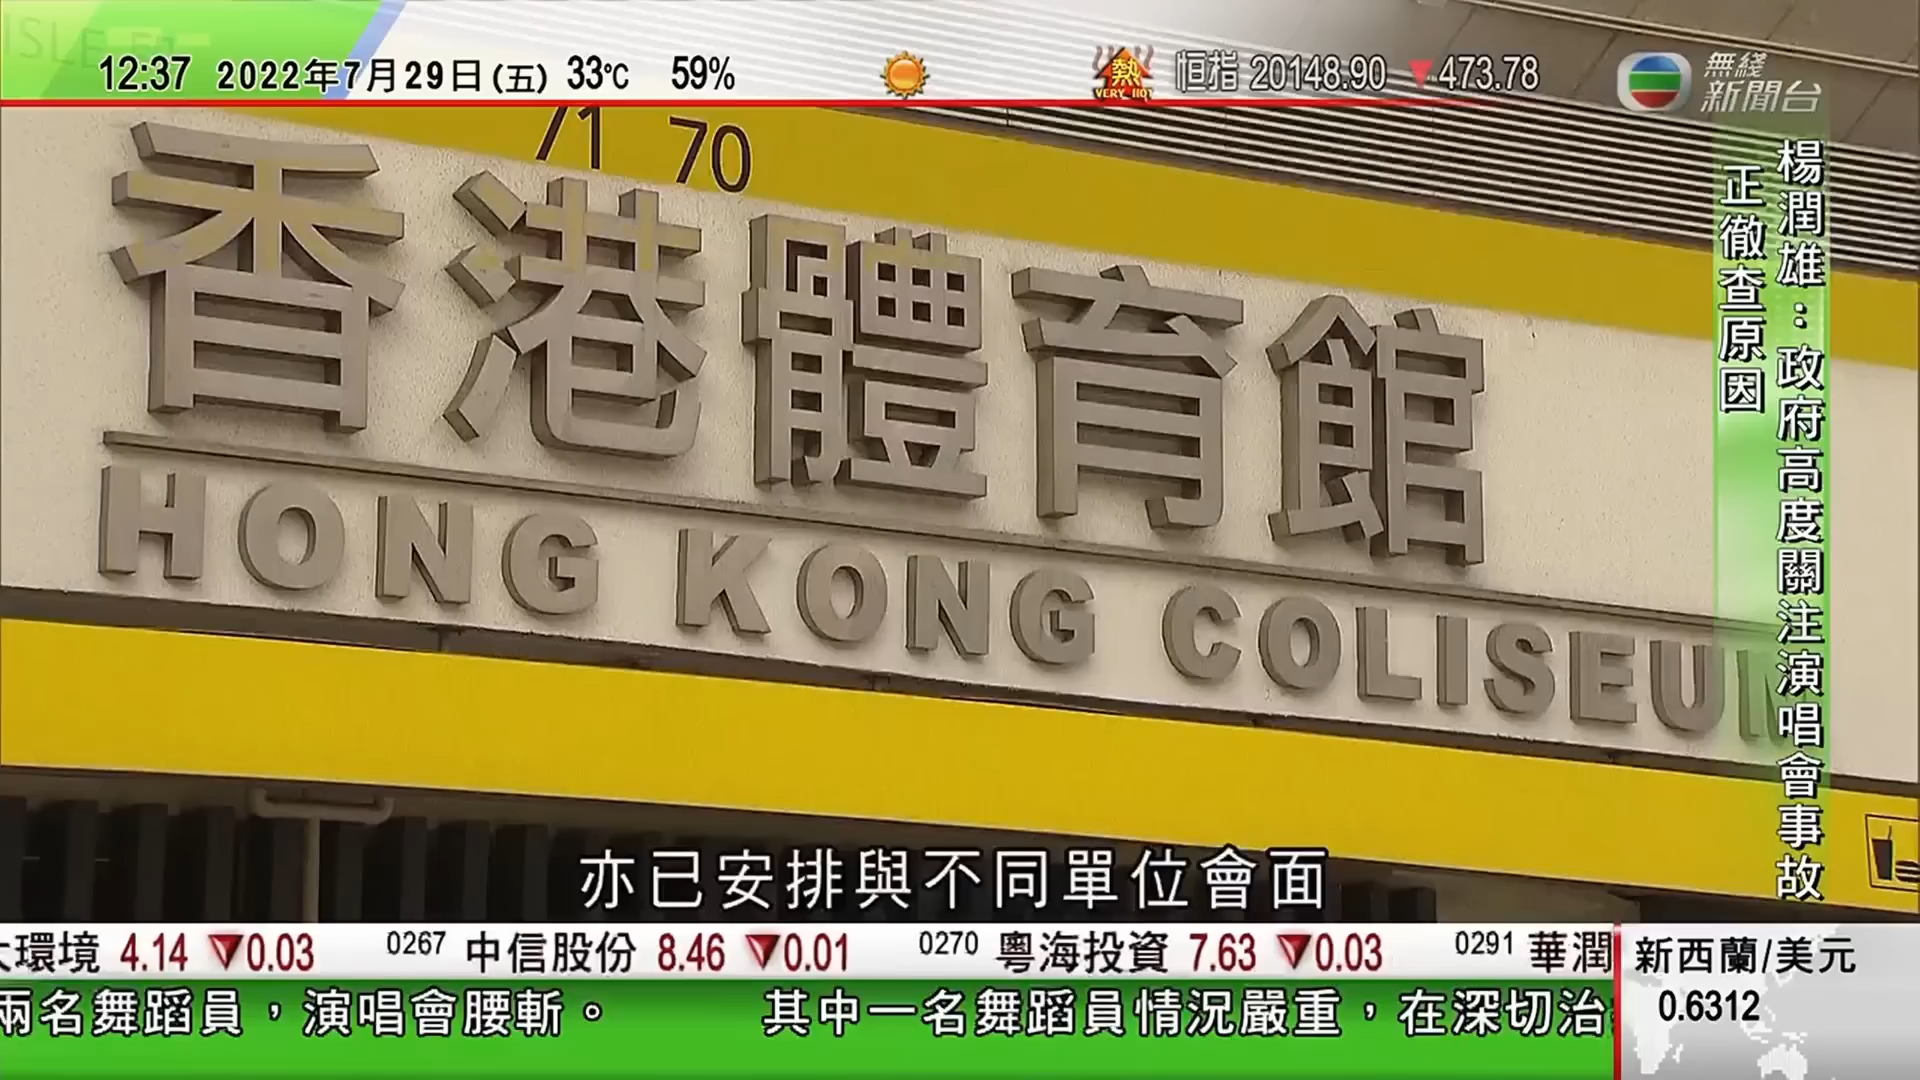 12:37 2022年7月29日(五) 33℃ 59% 熱 VERY HOT 恒指 20148.90 ▼473.78
無綫
新聞台
71 70
香港體育館
HONG KONG COLISEUM
楊潤雄：政府高度關注演唱會事故
正徹查原因
亦已安排與不同單位會面
大環境 4.14 ▼0.03 0267 中信股份 8.46 ▼0.01 0270 粵海投資 7.63 ▼0.03 0291 華潤
新西蘭/美元
0.6312
兩名舞蹈員，演唱會腰斬。 其中一名舞蹈員情況嚴重，在深切治